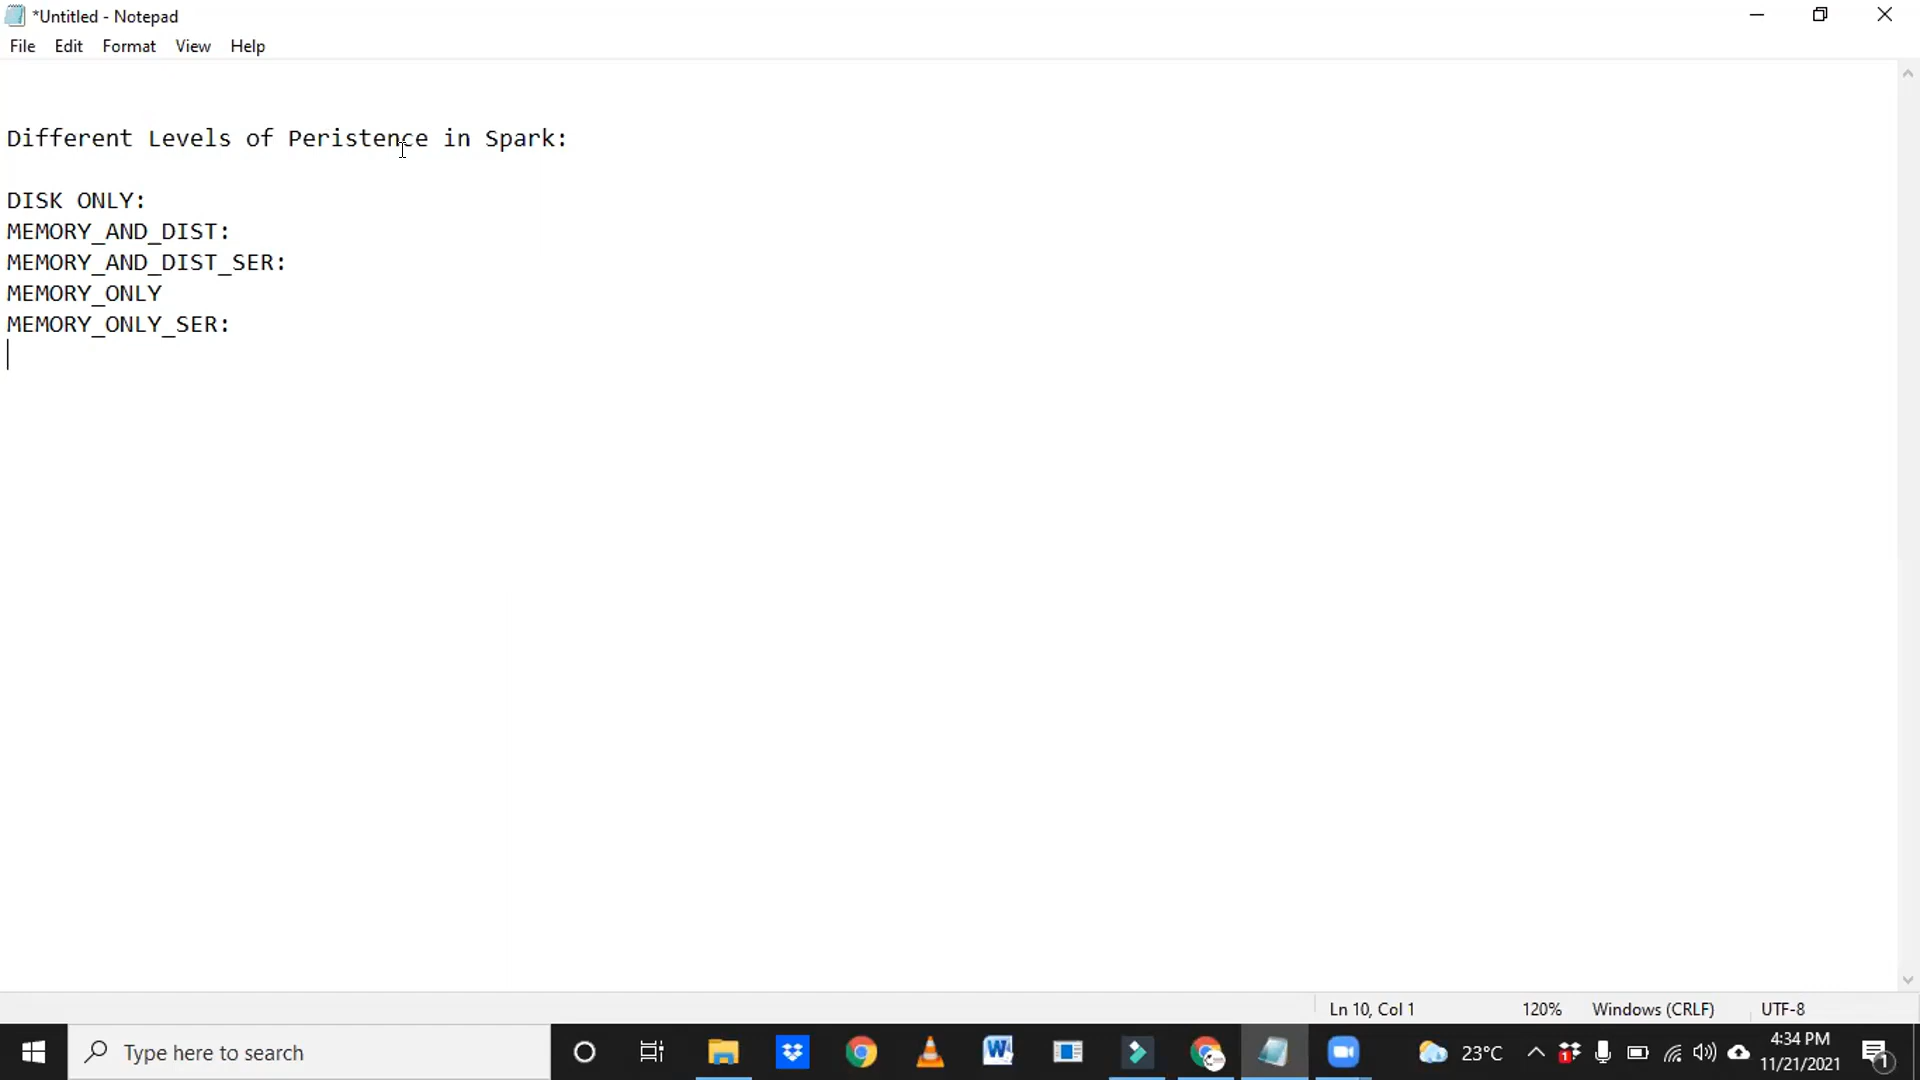 *Untitled - Notepad
File Edit Format View Help
Different Levels of Peristence in Spark:
DISK ONLY:
MEMORY_AND_DIST:
MEMORY_AND_DIST_SER:
MEMORY_ONLY
MEMORY_ONLY_SER:
Ln 10, Col 1 120% Windows (CRLF) UTF-8
Type here to search
23°C
4:34 PM
11/21/2021
1
1
W